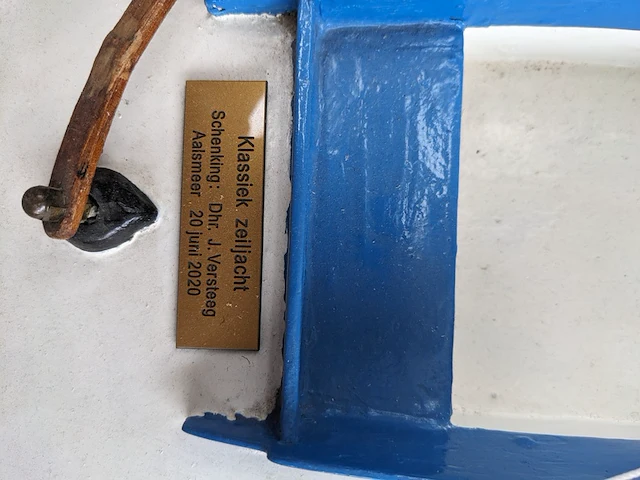 Klassiek zeiljacht
Schenking: Dhr. J. Versteeg
Aalsmeer 20 juni 2020